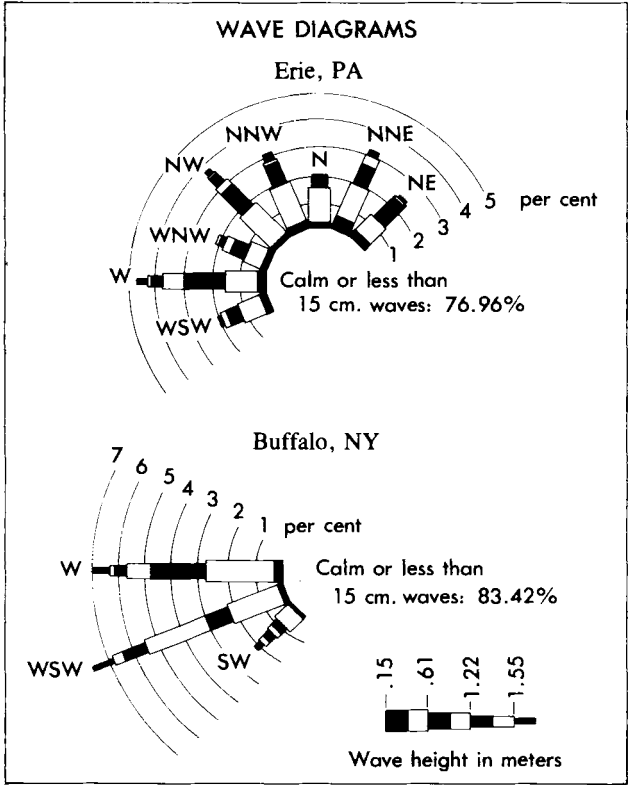 WAVE DIAGRAMS
Erie, PA
NNW
NNE
NW
N
NE
5 per cent
4
3
2
1
WNW
W
Calm or less than
15 cm. waves: 76.96%
WSW
Buffalo, NY
7
6
5
4
3
2
1 per cent
W
Calm or less than
15 cm. waves: 83.42%
SW
WSW
.15
.61
1.22
1.55
Wave height in meters